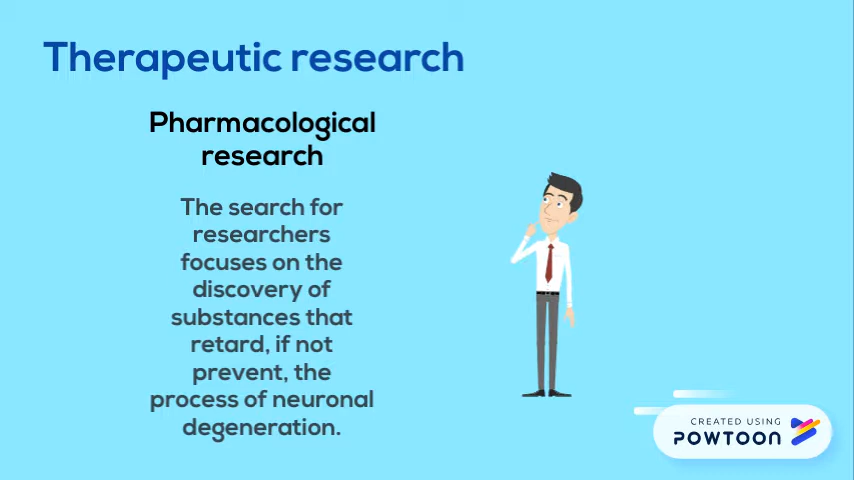 Therapeutic research
Pharmacological
research
The search for
researchers
focuses on the
discovery of
substances that
retard, if not
prevent, the
process of neuronal
degeneration.
CREATED USING
POWTOON